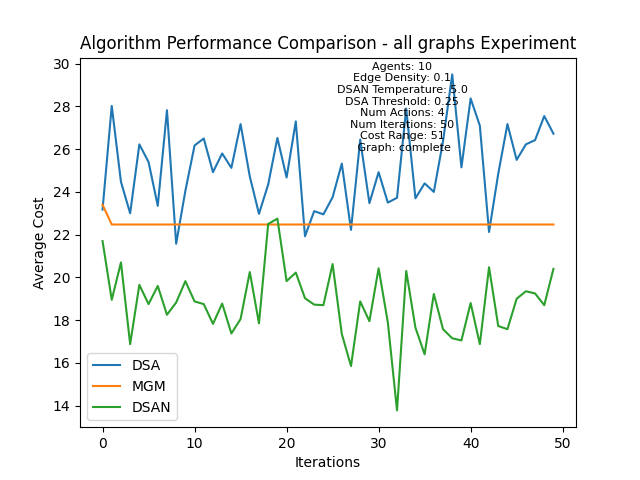 Algorithm Performance Comparison - all graphs Experiment
Agents: 10
Edge Density: 0.1
DSAN Temperature: 5.0
DSA Threshold: 0.25
Num Actions: 4
Num Iterations: 50
Cost Range: 51
Graph: complete
30
28
26
24
22
20
18
16
14
Average Cost
DSA
MGM
DSAN
0 10 20 30 40 50
Iterations